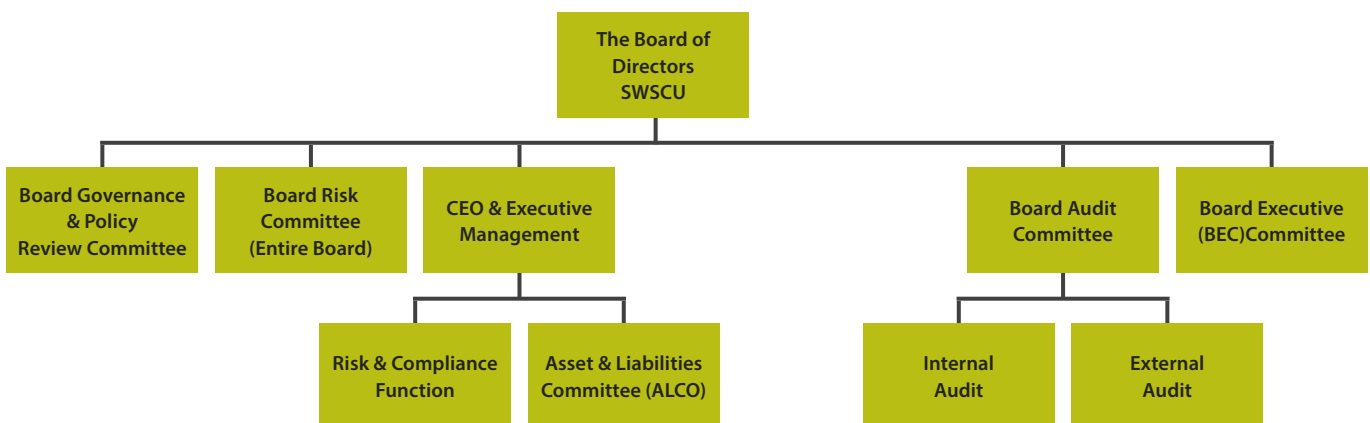 The Board of
Directors
SWSCU
Board Governance
& Policy
Review Committee
Board Risk
Committee
(Entire Board)
CEO & Executive
Management
Board Audit
Committee
Board Executive
(BEC)Committee
Risk & Compliance
Function
Asset & Liabilities
Committee (ALCO)
Internal
Audit
External
Audit